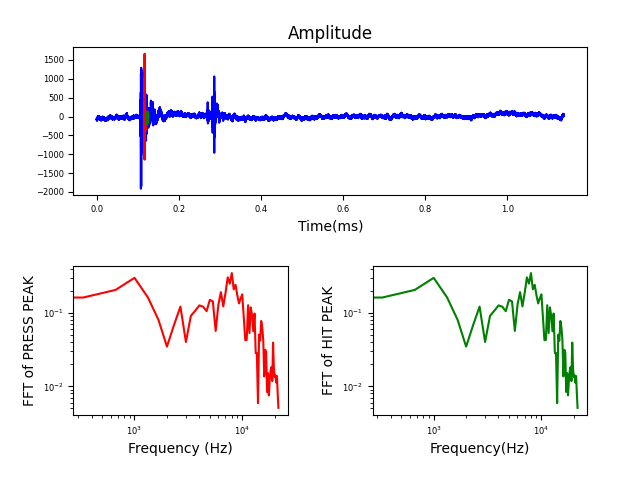 Amplitude
1500
1000
500
0
−500
−1000
−1500
−2000
0.0 0.2 0.4 0.6 0.8 1.0
Time(ms)
FFT of PRESS PEAK
10⁻¹
10⁻²
10³ 10⁴
Frequency (Hz)
FFT of HIT PEAK
10⁻¹
10⁻²
10³ 10⁴
Frequency(Hz)